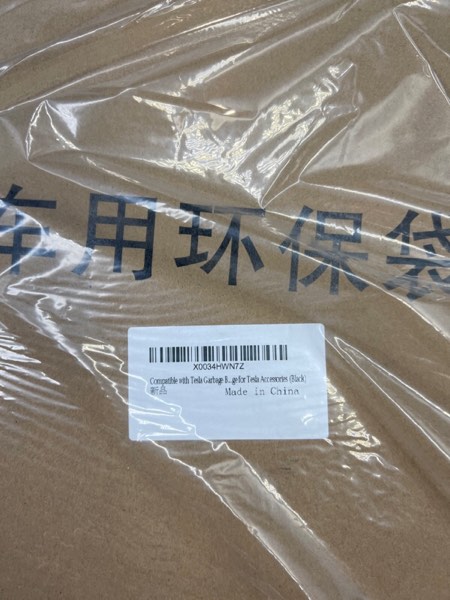 车用环保袋
X0034HWN7Z
Compatible with Tesla Garbage B...ge for Tesla Accessories (Black)
新品
Made in China